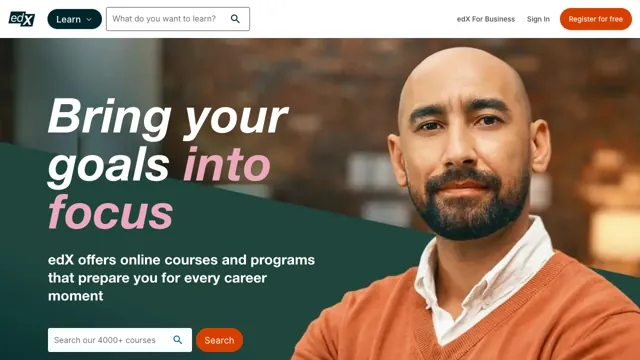 edX
Learn
What do you want to learn?
edX For Business
Sign In
Register for free
Bring your
goals into
focus
edX offers online courses and programs
that prepare you for every career
moment
Search our 4000+ courses
Search